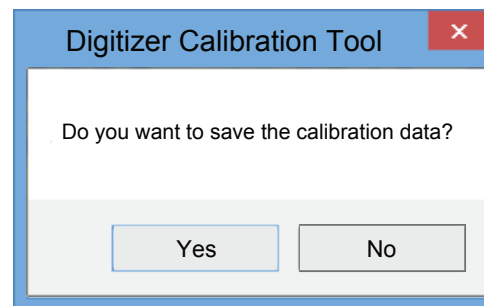 Digitizer Calibration Tool
Do you want to save the calibration data?
Yes
No